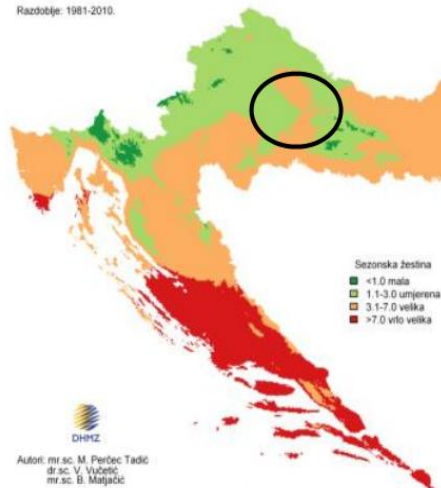 Razdoblje: 1981-2010.
Sezonska žestina
<1.0 mala
1.1-3.0 umjerena
3.1-7.0 velika
>7.0 vrlo velika
DHMZ
Autori: mr.sc. M. Perčec Tadić
dr.sc. V. Vučetić
mr.sc. B. Matjačić